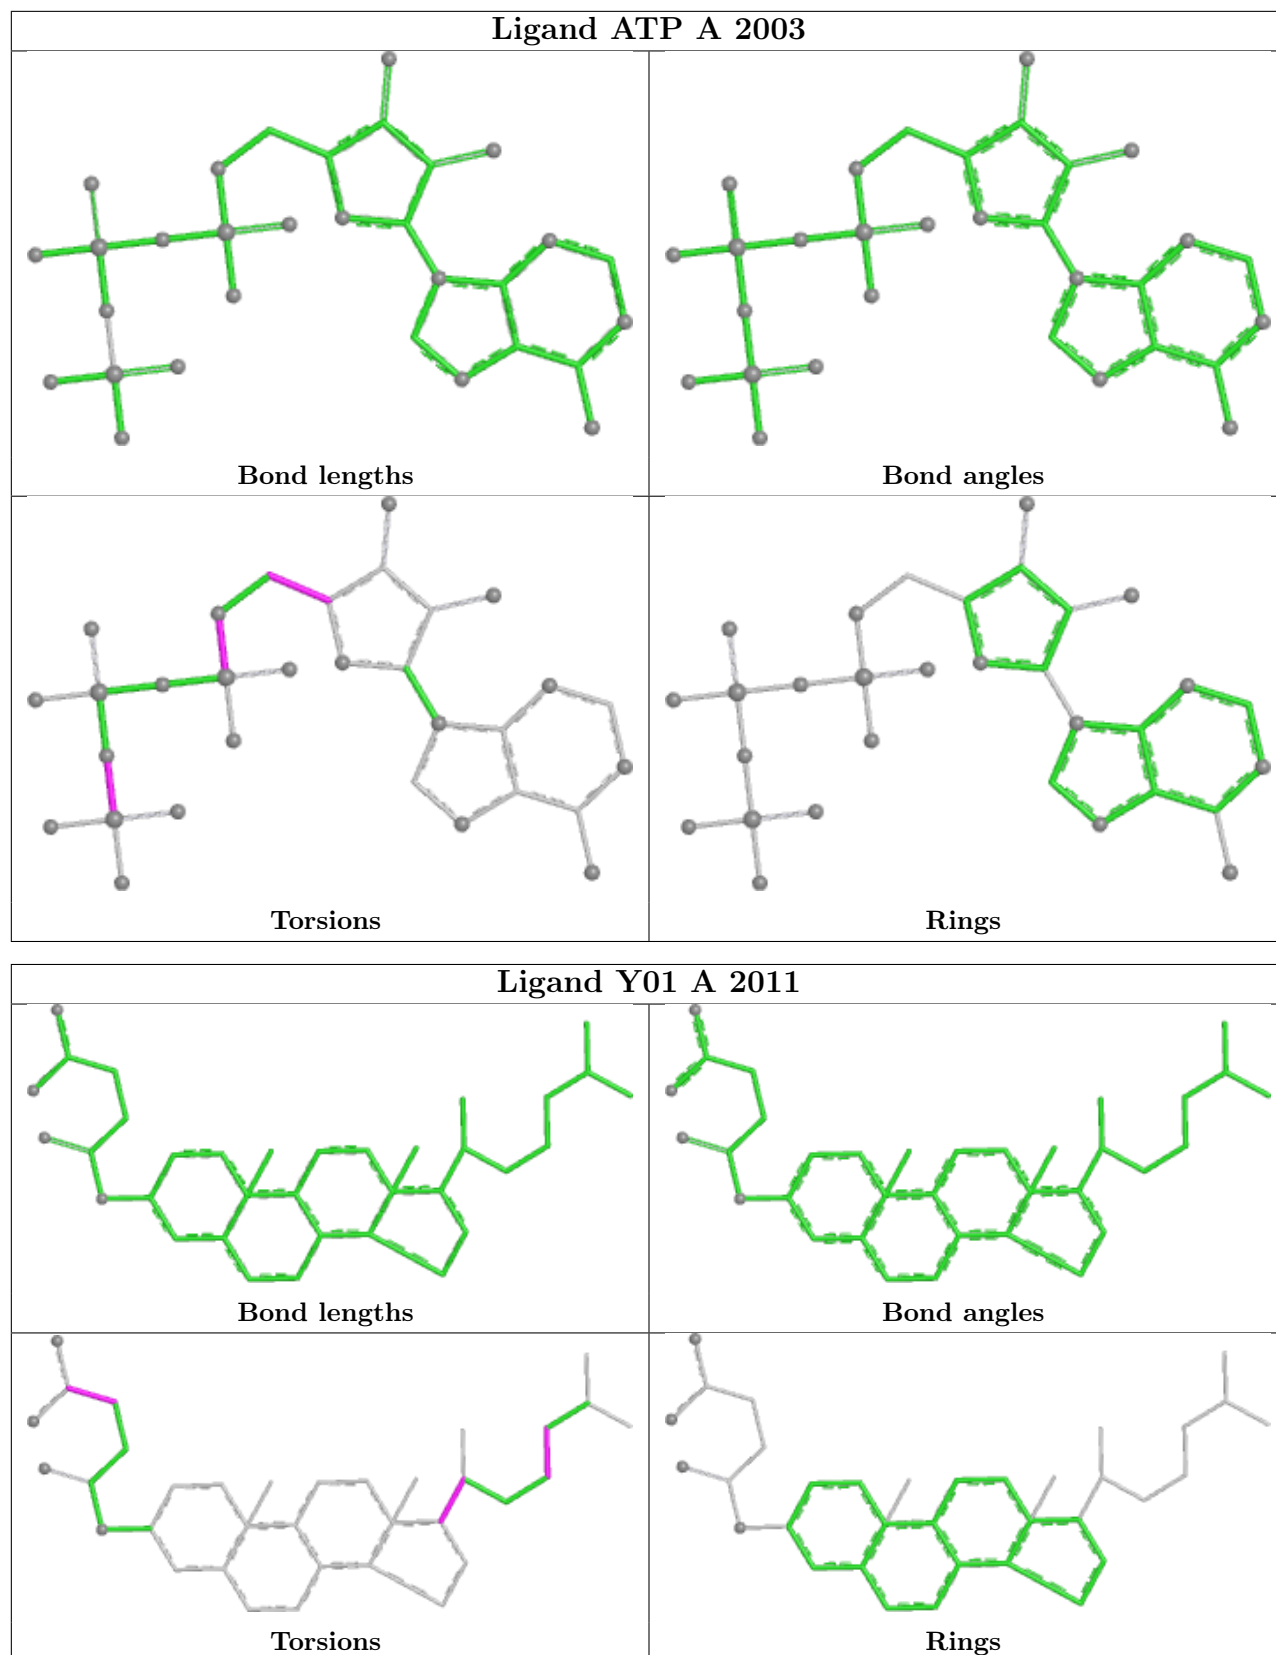 Ligand ATP A 2003
Bond lengths
Bond angles
Torsions
Rings
Ligand Y01 A 2011
Bond lengths
Bond angles
Torsions
Rings